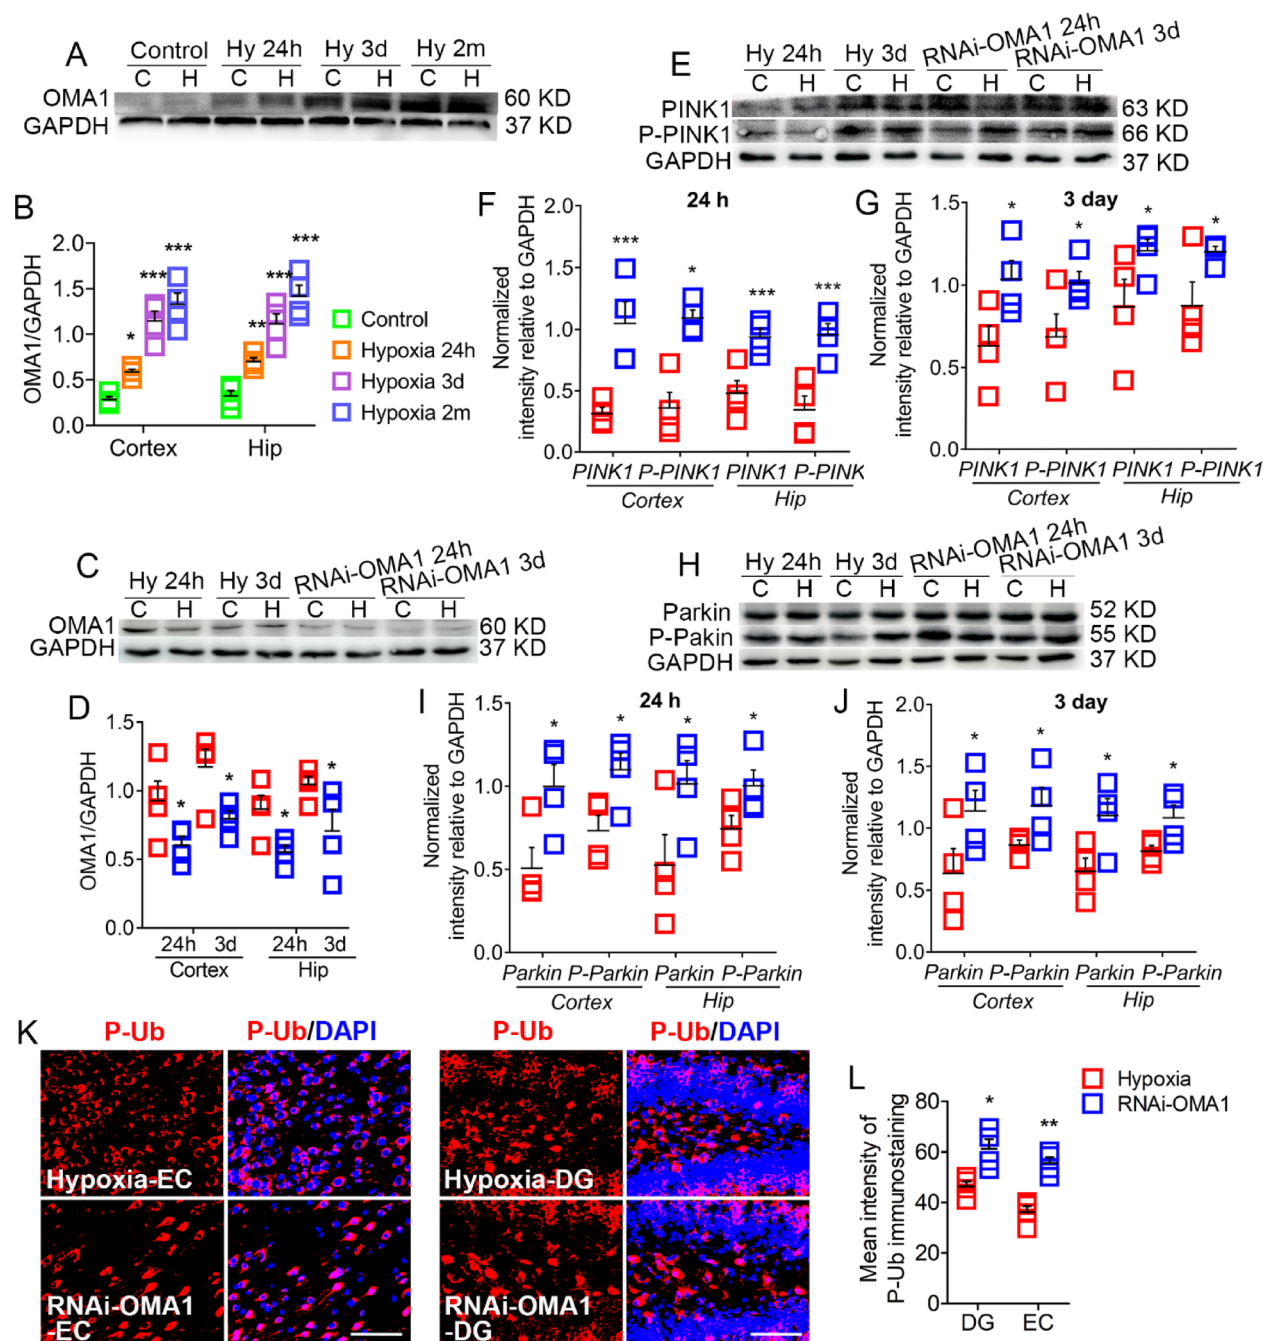 A
Control Hy 24h Hy 3d Hy 2m
C H C H C H C H
OMA1 60 KD
GAPDH 37 KD
B
OMA1/GAPDH
2.0
1.5
1.0
0.5
0.0
* *** ***
** *** ***
Cortex Hip
Control
Hypoxia 24h
Hypoxia 3d
Hypoxia 2m
C
Hy 24h Hy 3d RNAi-OMA1 24h RNAi-OMA1 3d
C H C H C H C H
OMA1 60 KD
GAPDH 37 KD
D
OMA1/GAPDH
1.5
1.0
0.5
0.0
* * * *
24h 3d 24h 3d
Cortex Hip
E
Hy 24h Hy 3d RNAi-OMA1 24h RNAi-OMA1 3d
C H C H C H C H
PINK1 63 KD
P-PINK1 66 KD
GAPDH 37 KD
F
24 h
Normalized
intensity relative to GAPDH
2.0
1.5
1.0
0.5
0.0
*** * *** ***
PINK1 P-PINK1 PINK1 P-PINK
Cortex Hip
G
3 day
Normalized
intensity relative to GAPDH
1.5
1.0
0.5
0.0
* * * *
PINK1 P-PINK1 PINK1 P-PINK1
Cortex Hip
H
Hy 24h Hy 3d RNAi-OMA1 24h RNAi-OMA1 3d
C H C H C H C H
Parkin 52 KD
P-Pakin 55 KD
GAPDH 37 KD
I
24 h
Normalized
intensity relative to GAPDH
1.5
1.0
0.5
0.0
* * * *
Parkin P-Parkin Parkin P-Parkin
Cortex Hip
J
3 day
Normalized
intensity relative to GAPDH
2.0
1.5
1.0
0.5
0.0
* * * *
Parkin P-Parkin Parkin P-Parkin
Cortex Hip
K
P-Ub P-Ub/DAPI P-Ub P-Ub/DAPI
Hypoxia-EC
Hypoxia-DG
RNAi-OMA1
-EC
RNAi-OMA1
-DG
L
Hypoxia
RNAi-OMA1
Mean intensity of
P-Ub immunostaining
80
60
40
20
0
* **
DG EC